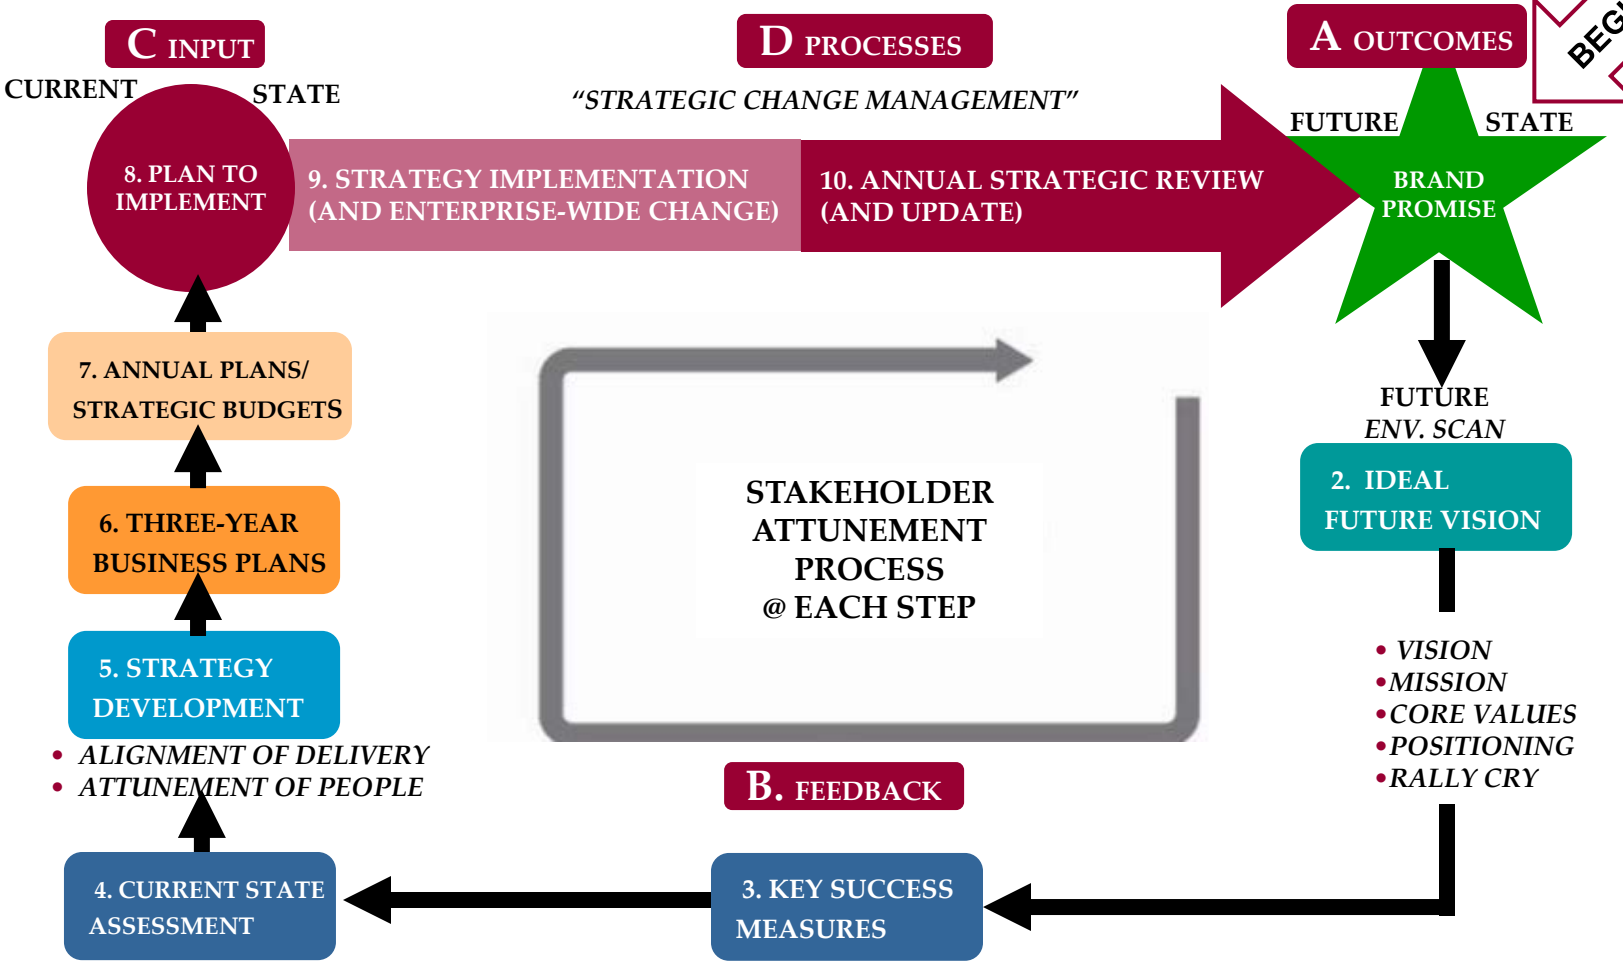 C INPUT
CURRENT STATE
8. PLAN TO
IMPLEMENT
D PROCESSES
“STRATEGIC CHANGE MANAGEMENT”
9. STRATEGY IMPLEMENTATION
(AND ENTERPRISE-WIDE CHANGE)
10. ANNUAL STRATEGIC REVIEW
(AND UPDATE)
A OUTCOMES
FUTURE STATE
BRAND
PROMISE
FUTURE
ENV. SCAN
2. IDEAL
FUTURE VISION
• VISION
•MISSION
•CORE VALUES
•POSITIONING
•RALLY CRY
B. FEEDBACK
3. KEY SUCCESS
MEASURES
4. CURRENT STATE
ASSESSMENT
5. STRATEGY
DEVELOPMENT
• ALIGNMENT OF DELIVERY
• ATTUNEMENT OF PEOPLE
6. THREE-YEAR
BUSINESS PLANS
7. ANNUAL PLANS/
STRATEGIC BUDGETS
STAKEHOLDER
ATTUNEMENT
PROCESS
@ EACH STEP